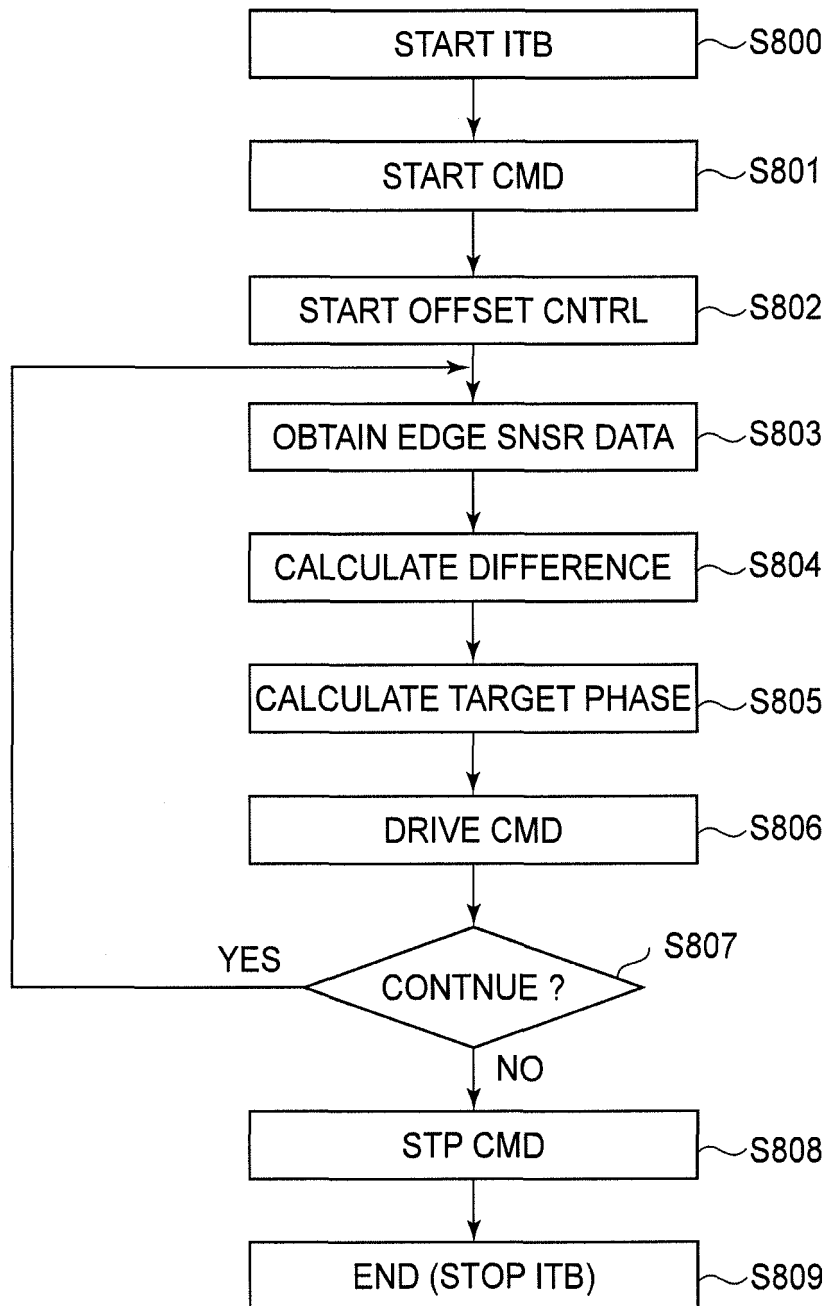 START ITB
S800
START CMD
S801
START OFFSET CNTRL
S802
OBTAIN EDGE SNSR DATA
S803
CALCULATE DIFFERENCE
S804
CALCULATE TARGET PHASE
S805
DRIVE CMD
S806
YES
CONTNUE ?
S807
NO
STP CMD
S808
END (STOP ITB)
S809